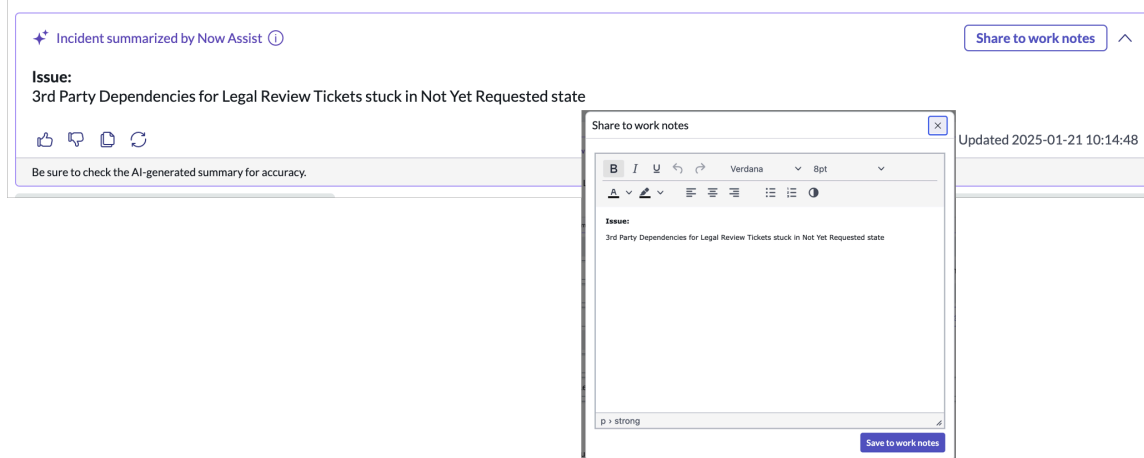 Incident summarized by Now Assist
Share to work notes
Issue:
3rd Party Dependencies for Legal Review Tickets stuck in Not Yet Requested state
Updated 2025-01-21 10:14:48
Be sure to check the AI-generated summary for accuracy.
Share to work notes
B I U Verdana 8pt
A
Issue:
3rd Party Dependencies for Legal Review Tickets stuck in Not Yet Requested state
p › strong
Save to work notes